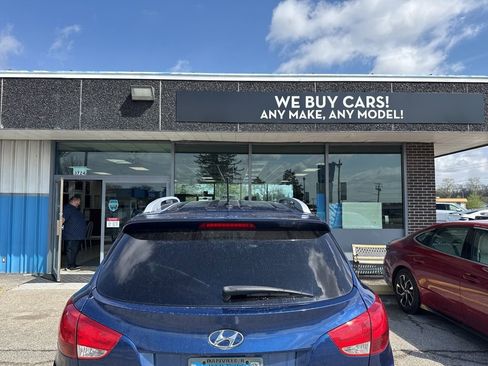 WE BUY CARS!
ANY MAKE, ANY MODEL!